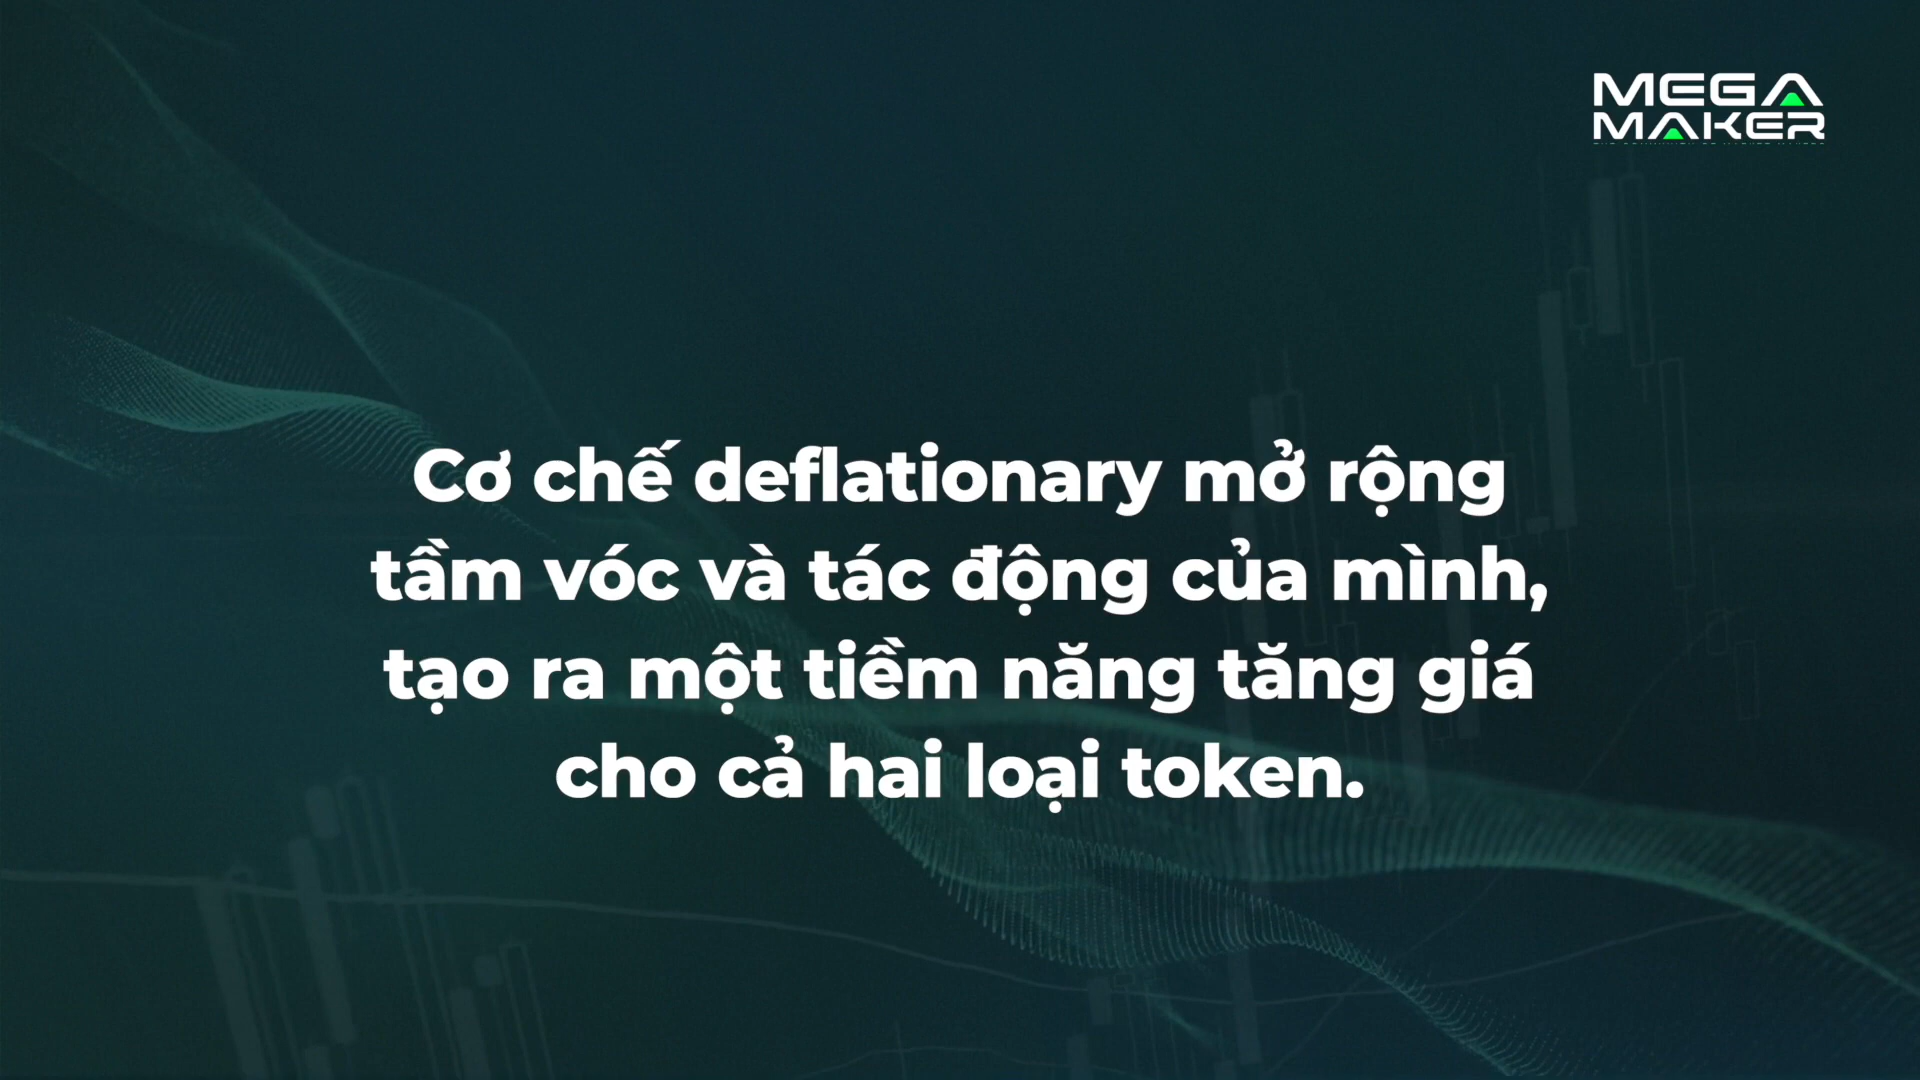 MEGA
MAKER
Cơ chế deflationary mở rộng
tầm vóc và tác động của mình,
tạo ra một tiềm năng tăng giá
cho cả hai loại token.